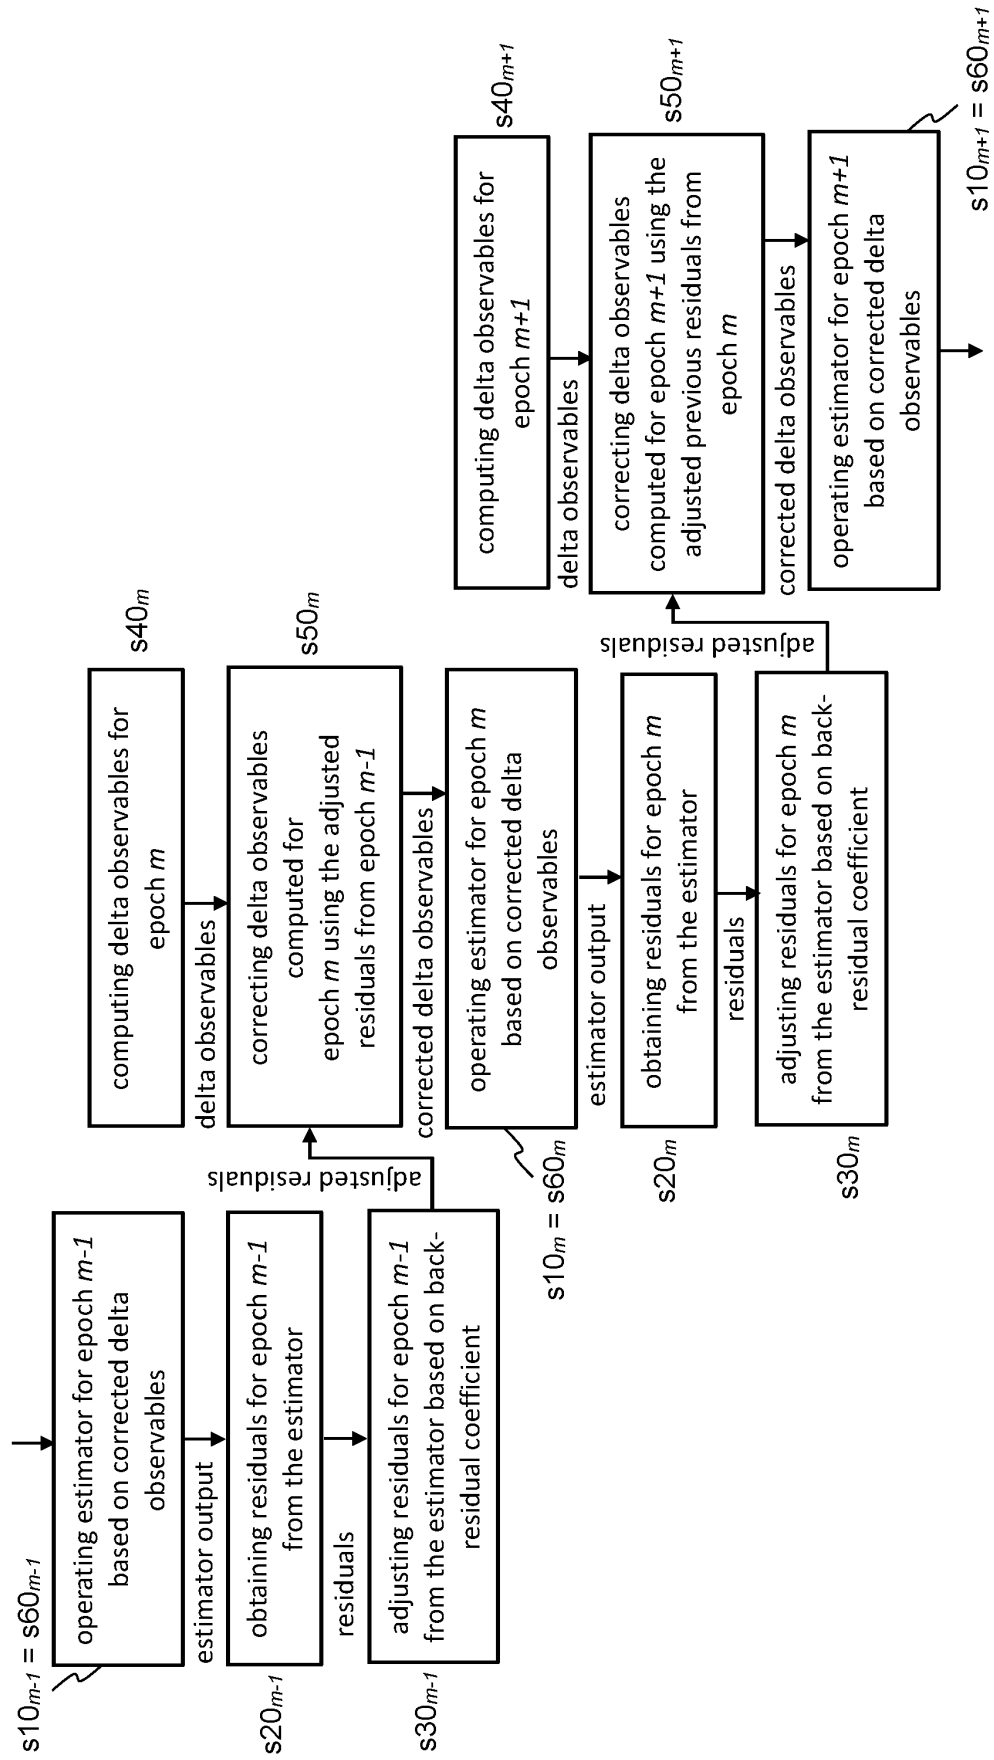 s10m-1 = s60m-1
operating estimator for epoch m-1
based on corrected delta
observables
estimator output
s20m-1
obtaining residuals for epoch m-1
from the estimator
residuals
s30m-1
adjusting residuals for epoch m-1
from the estimator based on back-
residual coefficient
adjusted residuals
s40m
computing delta observables for
epoch m
delta observables
s50m
correcting delta observables
computed for
epoch m using the adjusted
residuals from epoch m-1
corrected delta observables
s10m = s60m
operating estimator for epoch m
based on corrected delta
observables
estimator output
s20m
obtaining residuals for epoch m
from the estimator
residuals
s30m
adjusting residuals for epoch m
from the estimator based on back-
residual coefficient
adjusted residuals
s40m+1
computing delta observables for
epoch m+1
delta observables
s50m+1
correcting delta observables
computed for epoch m+1 using the
adjusted previous residuals from
epoch m
corrected delta observables
operating estimator for epoch m+1
based on corrected delta
observables
s10m+1 = s60m+1